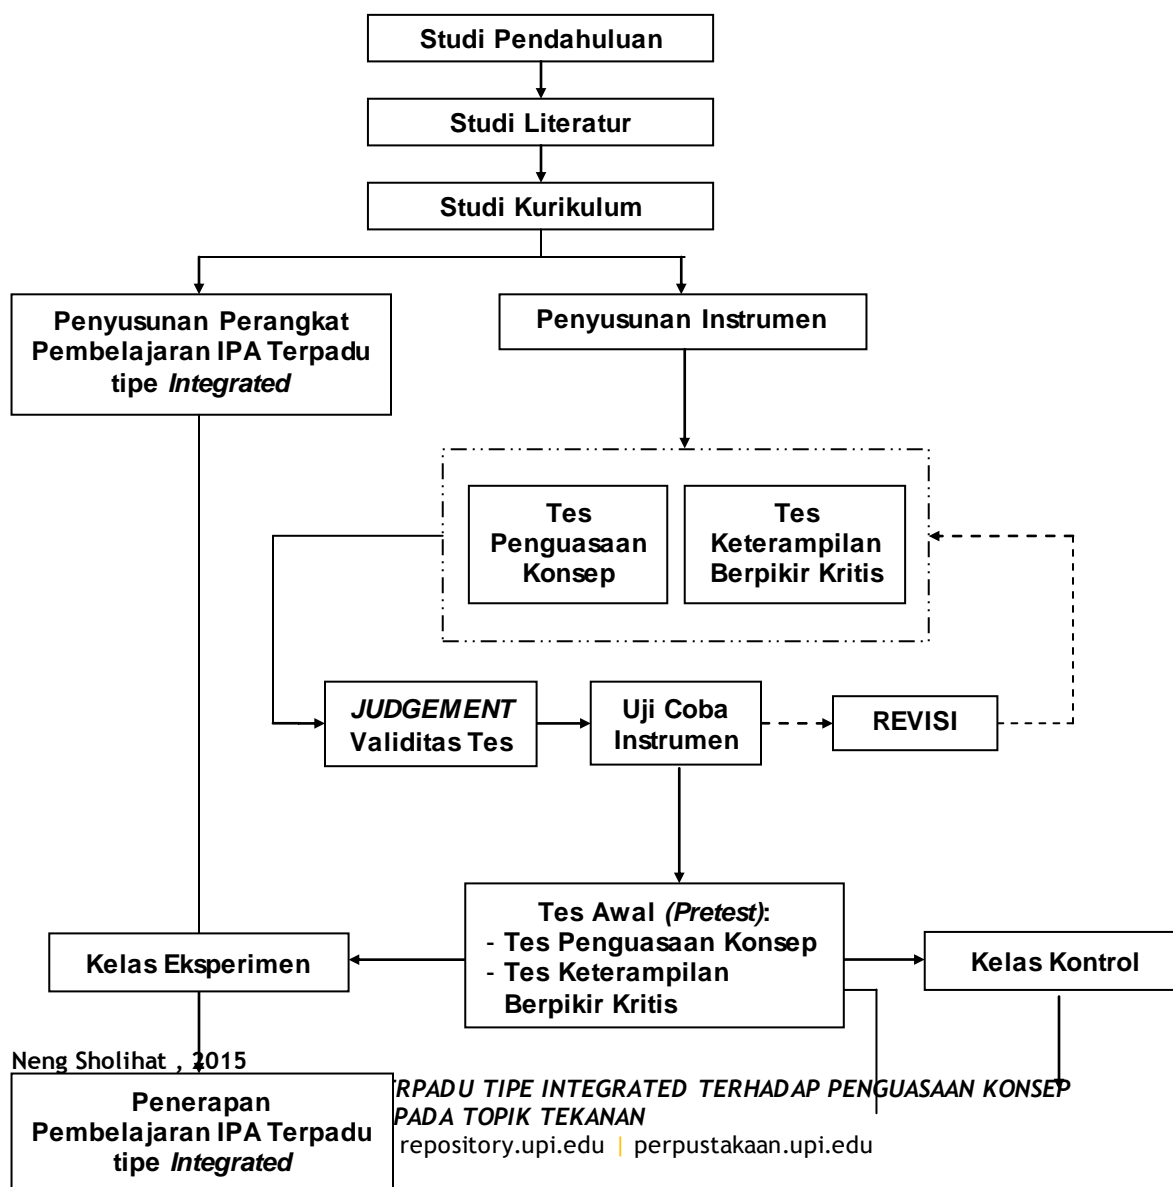 Studi Pendahuluan
Studi Literatur
Studi Kurikulum
Penyusunan Perangkat
Pembelajaran IPA Terpadu
tipe Integrated
Penyusunan Instrumen
Tes
Penguasaan
Konsep
Tes
Keterampilan
Berpikir Kritis
JUDGEMENT
Validitas Tes
Uji Coba
Instrumen
REVISI
Tes Awal (Pretest):
- Tes Penguasaan Konsep
- Tes Keterampilan
Berpikir Kritis
Kelas Eksperimen
Kelas Kontrol
Neng Sholihat , 2015
TIPE INTEGRATED TERHADAP PENGUASAAN KONSEP
PADA TOPIK TEKANAN
repository.upi.edu | perpustakaan.upi.edu
Penerapan
Pembelajaran IPA Terpadu
tipe Integrated